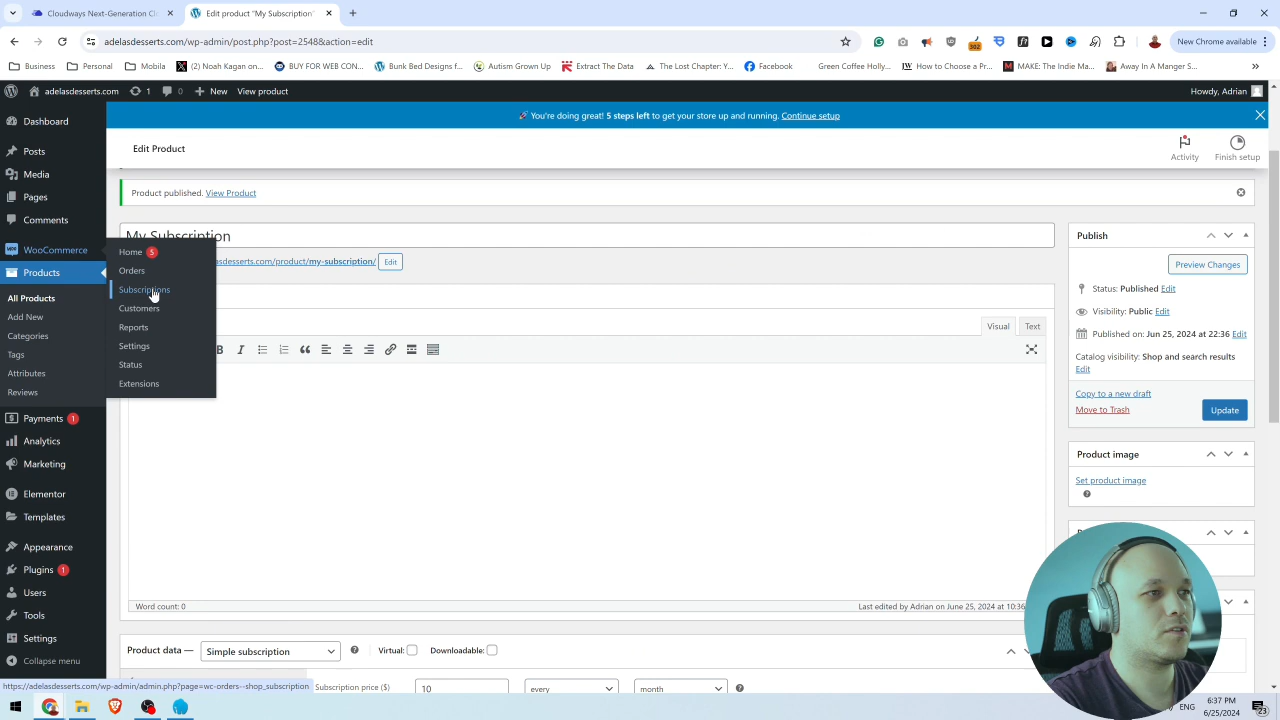 Cloudways Next-Generation Cl
Edit product "My Subscription"
adelasdesserts.com/wp-admin/post.php?post=2548&action=edit
302
New Chrome available
Business
Personal
Mobila
(2) Noah Kagan on...
BUY FOR WEB CON...
Bunk Bed Designs f...
Autism Grown Up
Extract The Data
The Lost Chapter: Y...
Facebook
Green Coffee Holly...
How to Choose a Pr...
MAKE: The Indie Ma...
Away In A Manger S...
adelasdesserts.com
1
0
New
View product
Howdy, Adrian
You're doing great! 5 steps left to get your store up and running. Continue setup
Edit Product
Activity
Finish setup
Product published. View Product
My Subscription
lasdesserts.com/product/my-subscription/
Edit
Visual
Text
Word count: 0
Last edited by Adrian on June 25, 2024 at 10:36
Product data —
Simple subscription
Virtual:
Downloadable:
Subscription price ($)
10
every
month
Dashboard
Posts
Media
Pages
Comments
WooCommerce
Products
All Products
Add New
Categories
Tags
Attributes
Reviews
Payments 1
Analytics
Marketing
Elementor
Templates
Appearance
Plugins 1
Users
Tools
Settings
Collapse menu
Home 5
Orders
Subscriptions
Customers
Reports
Settings
Status
Extensions
Publish
Preview Changes
Status: Published Edit
Visibility: Public Edit
Published on: Jun 25, 2024 at 22:36 Edit
Catalog visibility: Shop and search results
Edit
Copy to a new draft
Move to Trash
Update
Product image
Set product image
https://adelasdesserts.com/wp-admin/admin.php?page=wc-orders--shop_subscription
ENG
6:37 PM
6/25/2024
23